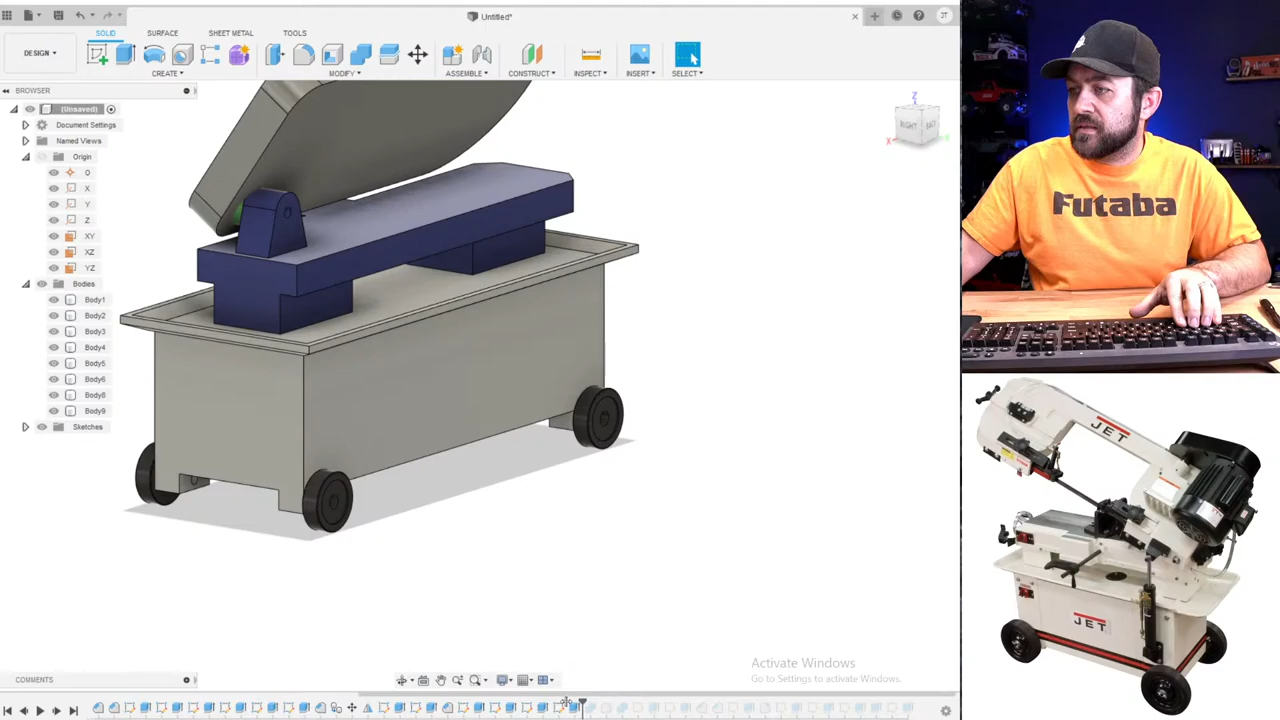 Untitled*
JT
SOLID
SURFACE
SHEET METAL
TOOLS
DESIGN
CREATE
MODIFY
ASSEMBLE
CONSTRUCT
INSPECT
INSERT
SELECT
BROWSER
(Unsaved)
Document Settings
Named Views
Origin
O
X
Y
Z
XY
XZ
YZ
Bodies
Body1
Body2
Body3
Body4
Body5
Body6
Body8
Body9
Sketches
Z
RIGHT
X
Futaba
JET
JET
Activate Windows
Go to Settings to activate Windows.
COMMENTS